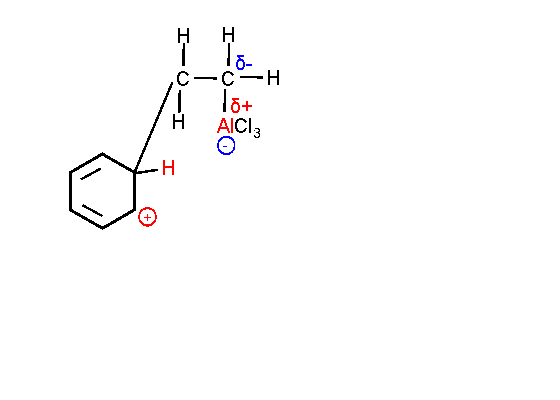 H H
C C δ- H
H δ+
AlCl3
-
H
+